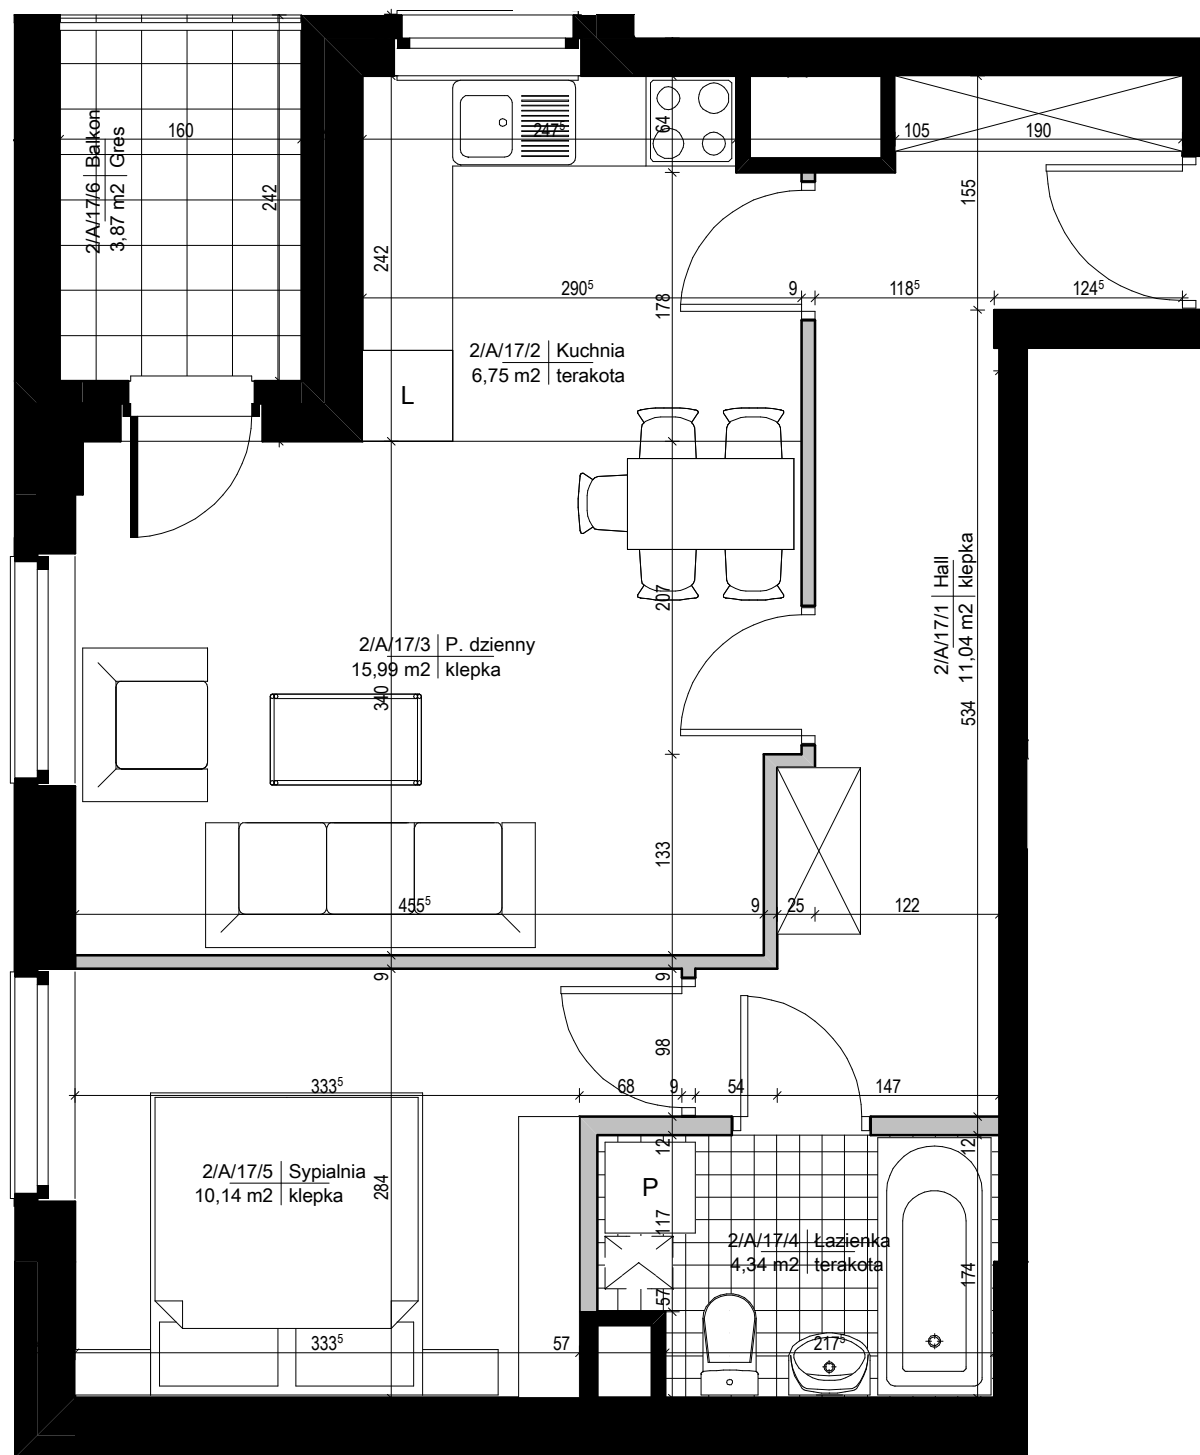 160
247⁵
64
105
190
2/A/17/6 | Balkon
3,87 m2 | Gres
242
242
155
290⁵
9
178
118⁵
124⁵
2/A/17/2 | Kuchnia
6,75 m2 | terakota
L
2/A/17/1 | Hall
11,04 m2 | klepka
207
2/A/17/3 | P. dzienny
15,99 m2 | klepka
340
534
133
455⁵
9
25
122
9
9
98
333⁵
68
9
54
147
12
12
2/A/17/5 | Sypialnia
10,14 m2 | klepka
284
P
117
2/A/17/4 | Łazienka
4,34 m2 | terakota
174
57
333⁵
57
217⁵